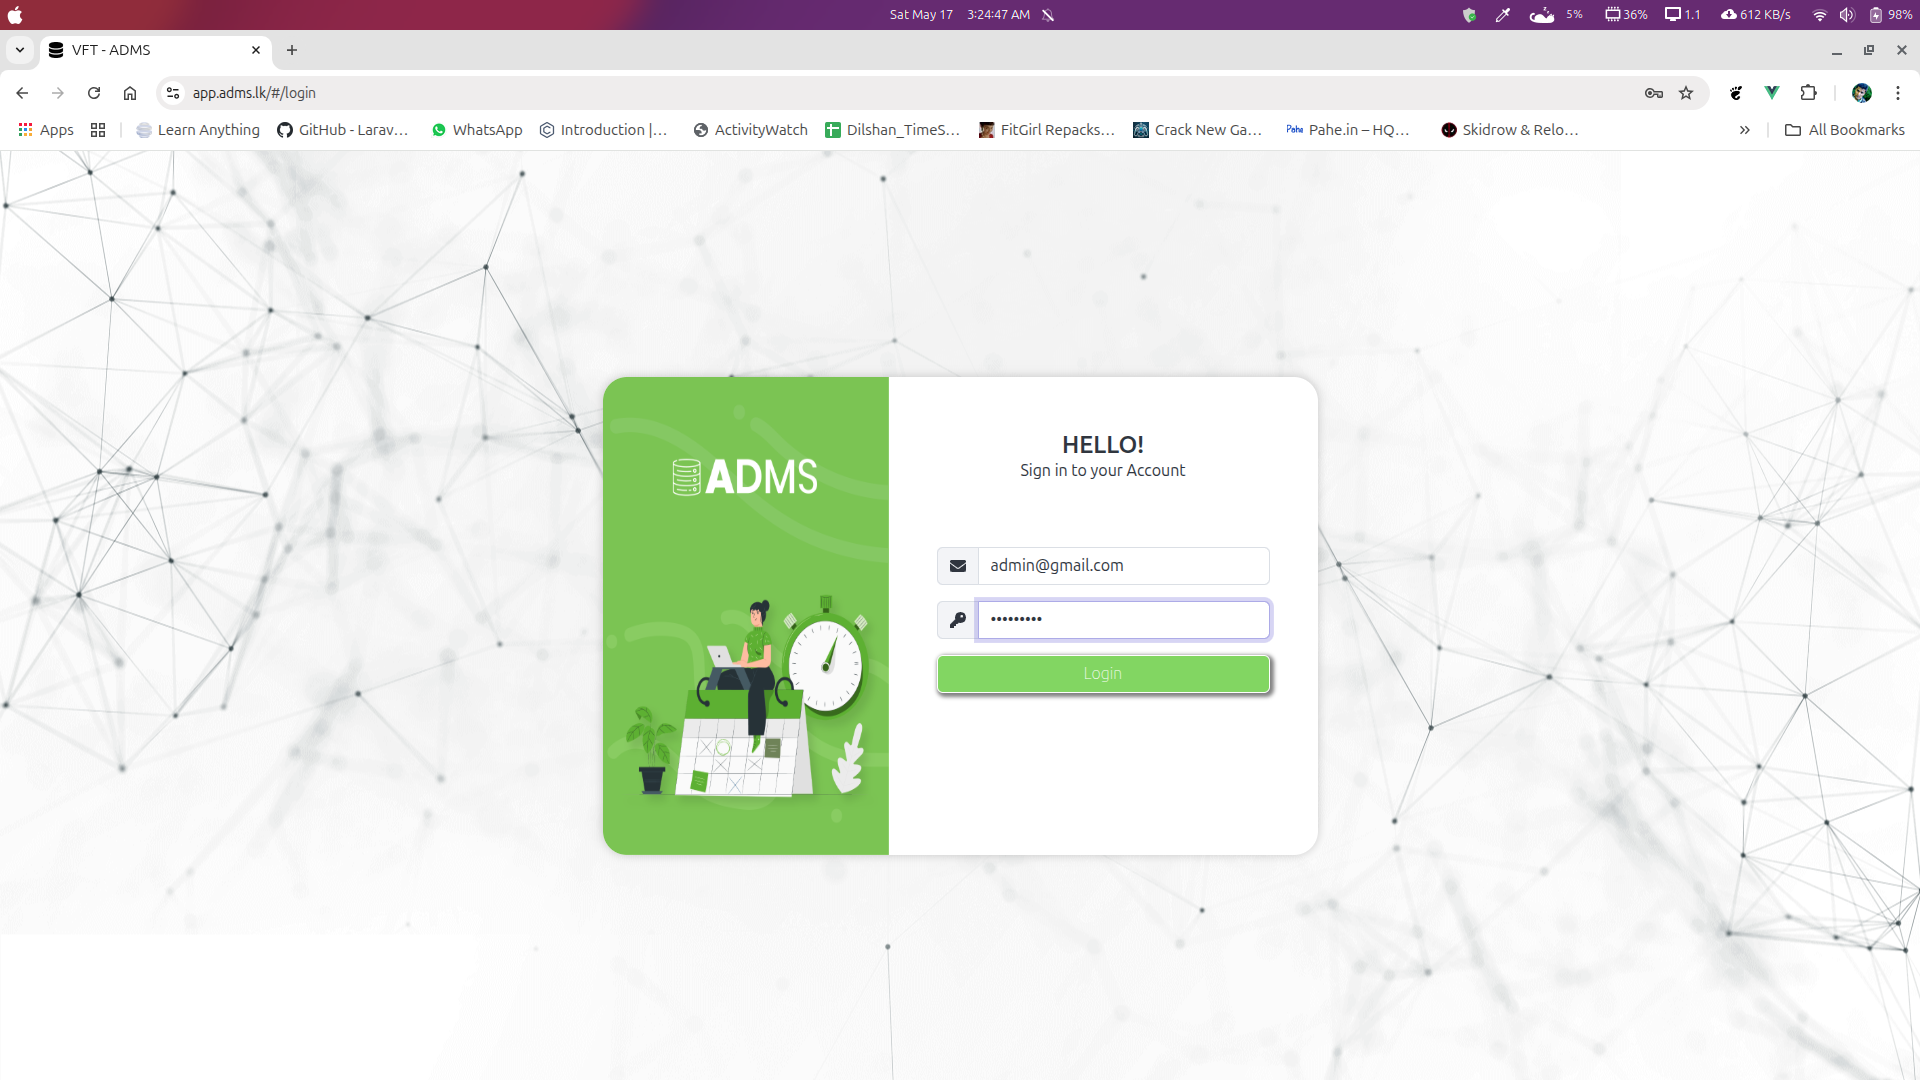 Sat May 17 3:24:47 AM
5%
36%
1.1
612 KB/s
98%
VFT - ADMS
app.adms.lk/#/login
Apps
Learn Anything
GitHub - Larav…
WhatsApp
Introduction |…
ActivityWatch
Dilshan_TimeS…
FitGirl Repacks…
Crack New Ga…
Pahe
Pahe.in – HQ…
Skidrow & Relo…
All Bookmarks
ADMS
HELLO!
Sign in to your Account
admin@gmail.com
•••••••••
Login